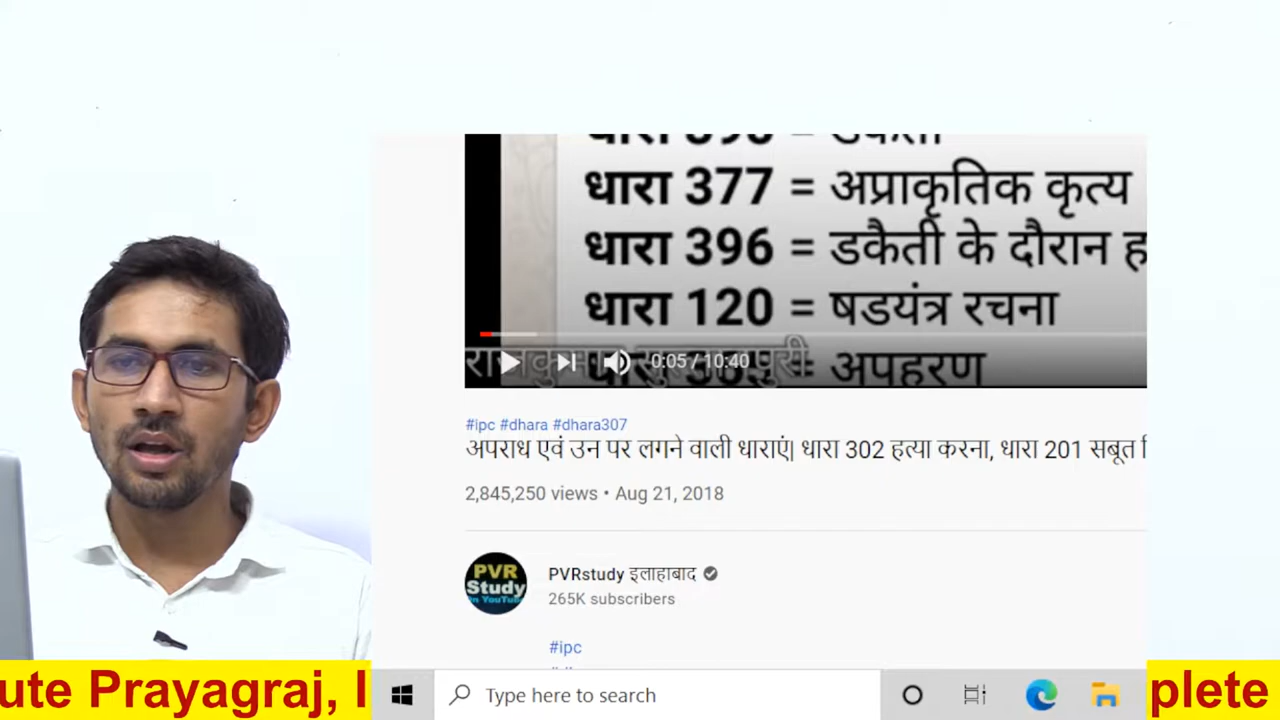 धारा 377 = अप्राकृतिक कृत्य
धारा 396 = डकैती के दौरान ह
धारा 120 = षडयंत्र रचना
0:05 / 10:40
= अपहरण
#ipc #dhara #dhara307
अपराध एवं उन पर लगने वाली धाराएं| धारा 302 हत्या करना, धारा 201 सबूत
2,845,250 views • Aug 21, 2018
PVR
Study
On YouTube
PVRstudy इलाहाबाद
265K subscribers
#ipc
ute Prayagraj, I
Type here to search
plete